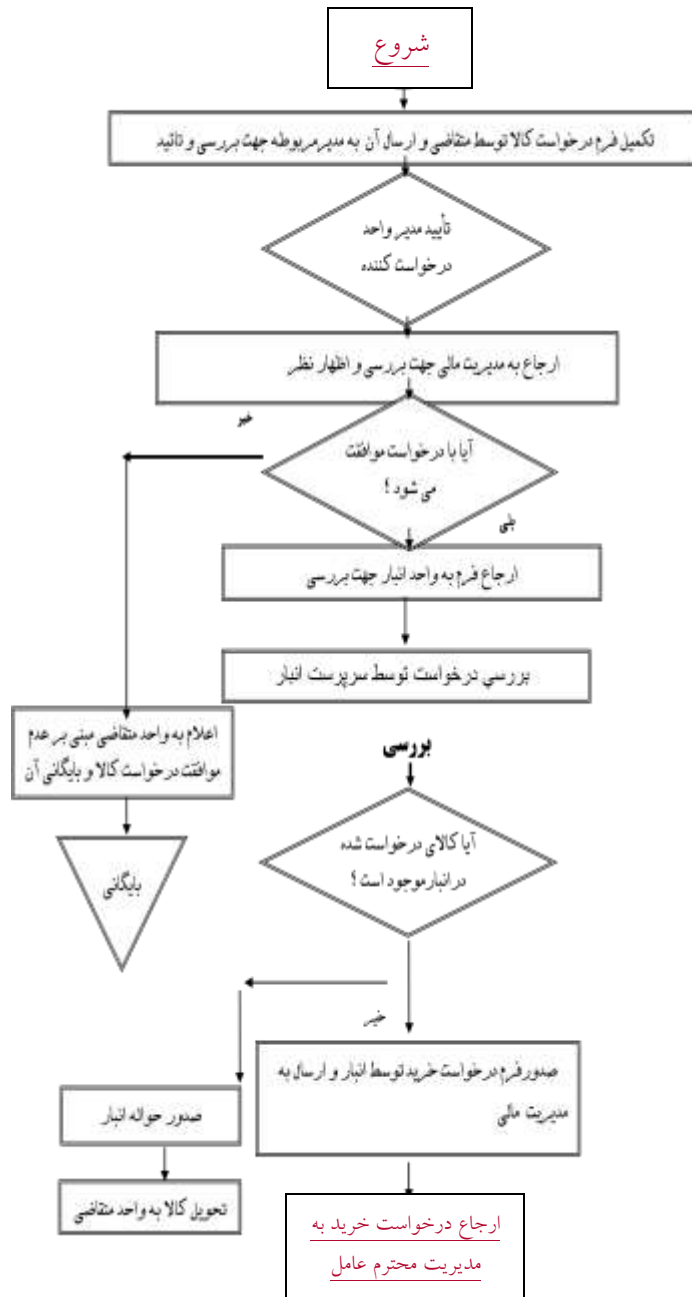 شروع
تکمیل فرم درخواست کالا توسط متقاضی و ارسال آن به مدیر مربوطه جهت بررسی و تائید
تأیید مدیر واحد
درخواست کننده
ارجاع به مدیریت مالی جهت بررسی و اظهار نظر
خیر
آیا با درخواست موافقت
می شود ؟
بلی
ارجاع فرم به واحد انبار جهت بررسی
بررسی درخواست توسط سرپرست انبار
اعلام به واحد متقاضی مبنی بر عدم
موافقت درخواست کالا و بایگانی آن
بایگانی
بررسی
آیا کالای درخواست شده
در انبار موجود است ؟
خیر
صدور فرم درخواست خرید توسط انبار و ارسال به
مدیریت مالی
صدور حواله انبار
تحویل کالا به واحد متقاضی
ارجاع درخواست خرید به
مدیریت محترم عامل